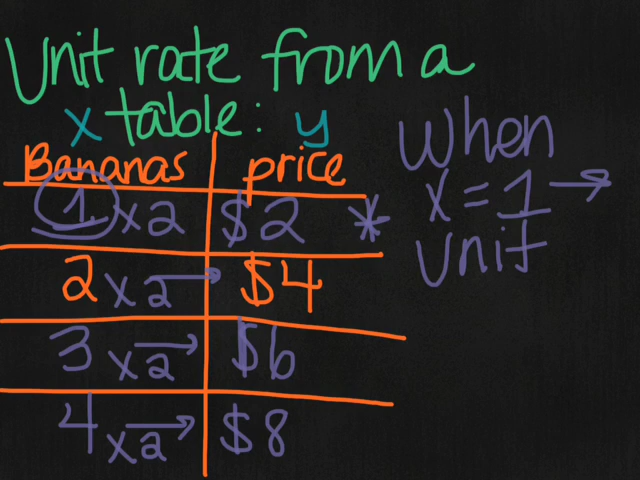 Unit rate from a
x table: y
Bananas price
1 x2 $2 *
2 x2 → $4
3 x2 → $6
4 x2 → $8
When
x = 1 →
unit